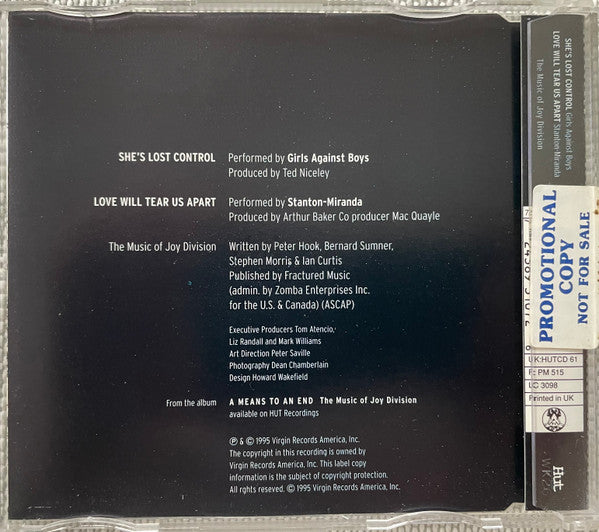 SHE'S LOST CONTROL Performed by Girls Against Boys
Produced by Ted Niceley
LOVE WILL TEAR US APART Performed by Stanton-Miranda
Produced by Arthur Baker Co producer Mac Quayle
The Music of Joy Division Written by Peter Hook, Bernard Sumner,
Stephen Morris & Ian Curtis
Published by Fractured Music
(admin. by Zomba Enterprises Inc.
for the U.S. & Canada) (ASCAP)
Executive Producers Tom Atencio,
Liz Randall and Mark Williams
Art Direction Peter Saville
Photography Dean Chamberlain
Design Howard Wakefield
From the album A MEANS TO AN END The Music of Joy Division
available on HUT Recordings
℗ & © 1995 Virgin Records America, Inc.
The copyright in this recording is owned by
Virgin Records America, Inc. This label copy
information is the subject of copyright protection.
All rights reseved. © 1995 Virgin Records America, Inc.
SHE'S LOST CONTROL Girls Against Boys
LOVE WILL TEAR US APART Stanton-Miranda
The Music of Joy Division
PROMOTIONAL
COPY
NOT FOR SALE
UK:HUTCD 61
F: PM 515
LC 3098
Printed in UK
Hut